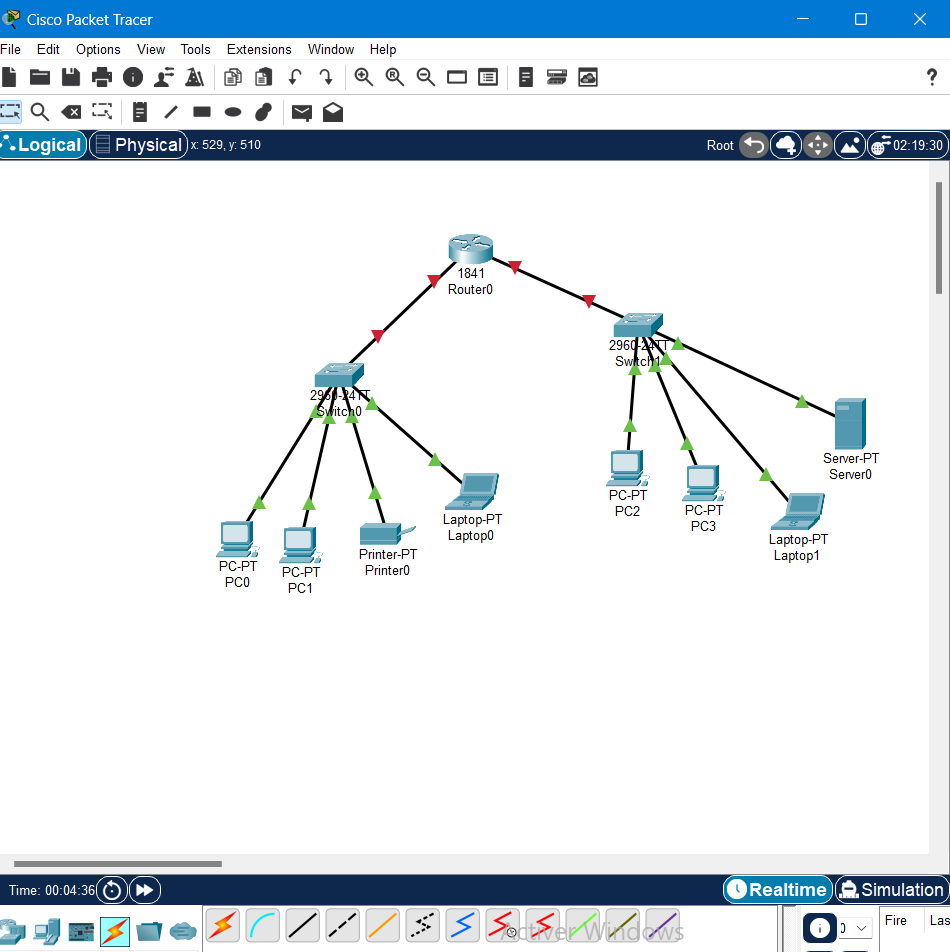 Cisco Packet Tracer
File Edit Options View Tools Extensions Window Help
?
Logical Physical x: 529, y: 510 Root 02:19:30
1841
Router0
2960-24TT
Switch1
2960-24TT
Switch0
Server-PT
Server0
PC-PT
PC2
PC-PT
PC3
Laptop-PT
Laptop0
Laptop-PT
Laptop1
Printer-PT
Printer0
PC-PT
PC0
PC-PT
PC1
Time: 00:04:36 Realtime Simulation
0 Fire Las
Activer Windows